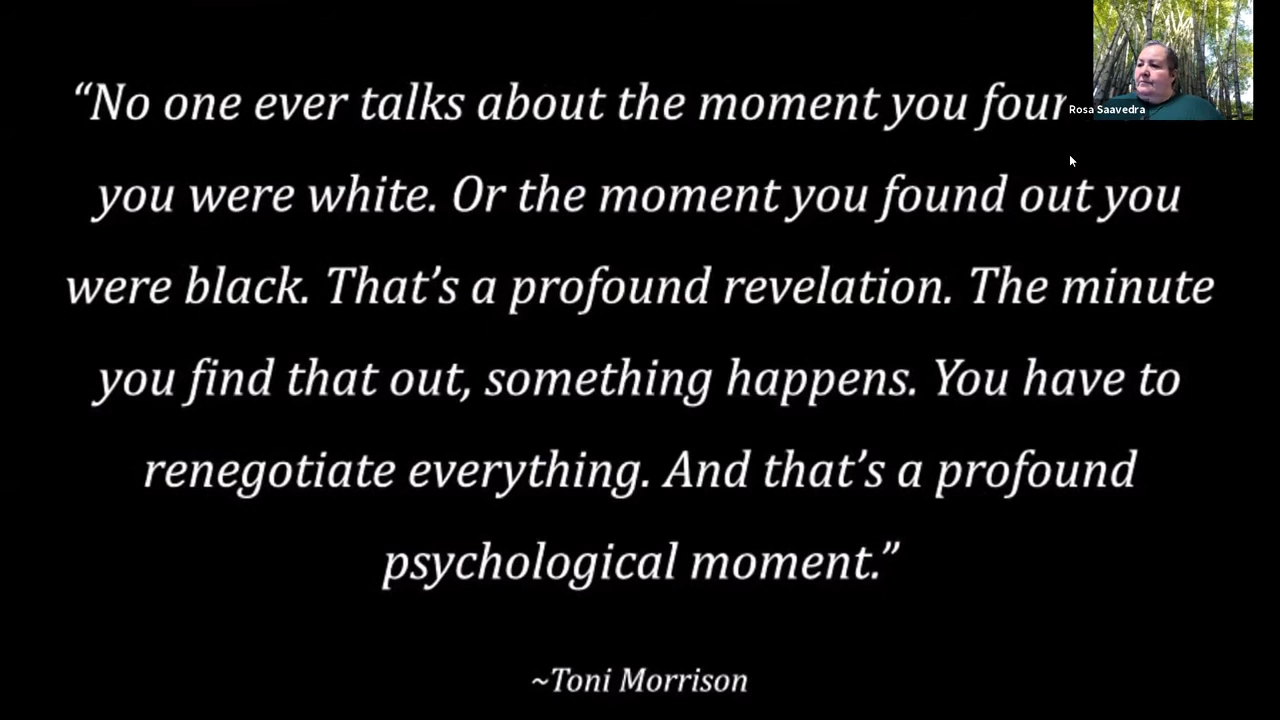 “No one ever talks about the moment you
Rosa Saavedra
you were white. Or the moment you found out you
were black. That’s a profound revelation. The minute
you find that out, something happens. You have to
renegotiate everything. And that’s a profound
psychological moment.”
~Toni Morrison